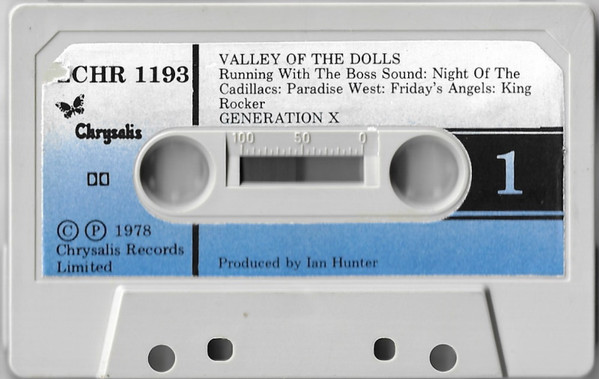 CHR 1193
Chrysalis
© ℗ 1978
Chrysalis Records
Limited
VALLEY OF THE DOLLS
Running With The Boss Sound: Night Of The
Cadillacs: Paradise West: Friday's Angels: King
Rocker
GENERATION X
100 50 0
1
Produced by Ian Hunter